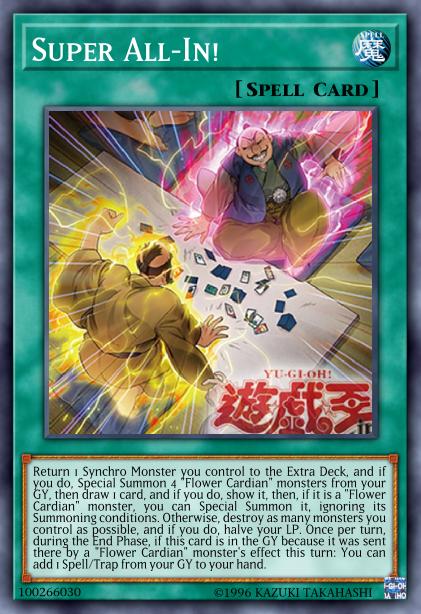 Super All-In!
SPELL
魔
[Spell Card]
YU-GI-OH!
遊戯王
Return 1 Synchro Monster you control to the Extra Deck, and if
you do, Special Summon 4 "Flower Cardian" monsters from your
GY, then draw 1 card, and if you do, show it, then, if it is a "Flower
Cardian" monster, you can Special Summon it, ignoring its
Summoning conditions. Otherwise, destroy as many monsters you
control as possible, and if you do, halve your LP. Once per turn,
during the End Phase, if this card is in the GY because it was sent
there by a "Flower Cardian" monster's effect this turn: You can
add 1 Spell/Trap from your GY to your hand.
100266030
©1996 KAZUKI TAKAHASHI